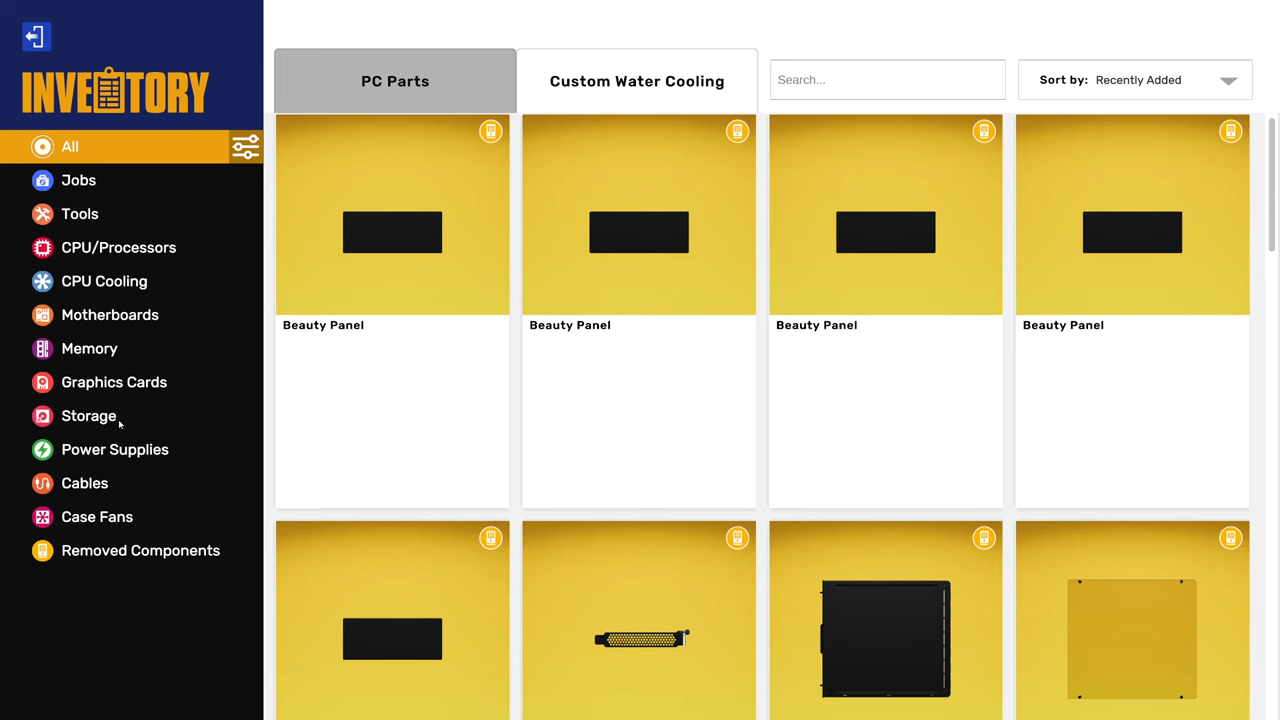 INVENTORY
All
Jobs
Tools
CPU/Processors
CPU Cooling
Motherboards
Memory
Graphics Cards
Storage
Power Supplies
Cables
Case Fans
Removed Components
PC Parts
Custom Water Cooling
Search...
Sort by: Recently Added
Beauty Panel
Beauty Panel
Beauty Panel
Beauty Panel